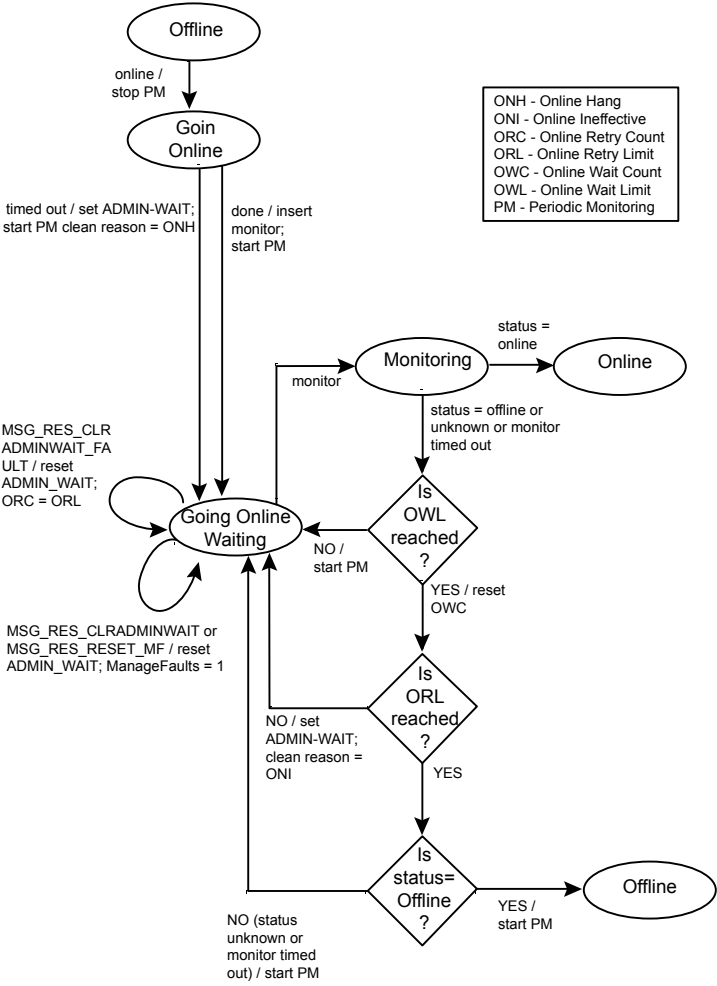 Offline
online /
stop PM
Goin
Online
ONH - Online Hang
ONI - Online Ineffective
ORC - Online Retry Count
ORL - Online Retry Limit
OWC - Online Wait Count
OWL - Online Wait Limit
PM - Periodic Monitoring
timed out / set ADMIN-WAIT;
start PM clean reason = ONH
done / insert
monitor;
start PM
status =
online
Monitoring
Online
monitor
status = offline or
unknown or monitor
timed out
MSG_RES_CLR
ADMINWAIT_FA
ULT / reset
ADMIN_WAIT;
ORC = ORL
Going Online
Waiting
Is
OWL
reached
?
NO /
start PM
YES / reset
OWC
MSG_RES_CLRADMINWAIT or
MSG_RES_RESET_MF / reset
ADMIN_WAIT; ManageFaults = 1
Is
ORL
reached
?
NO / set
ADMIN-WAIT;
clean reason =
ONI
YES
Is
status=
Offline
?
Offline
YES /
start PM
NO (status
unknown or
monitor timed
out) / start PM